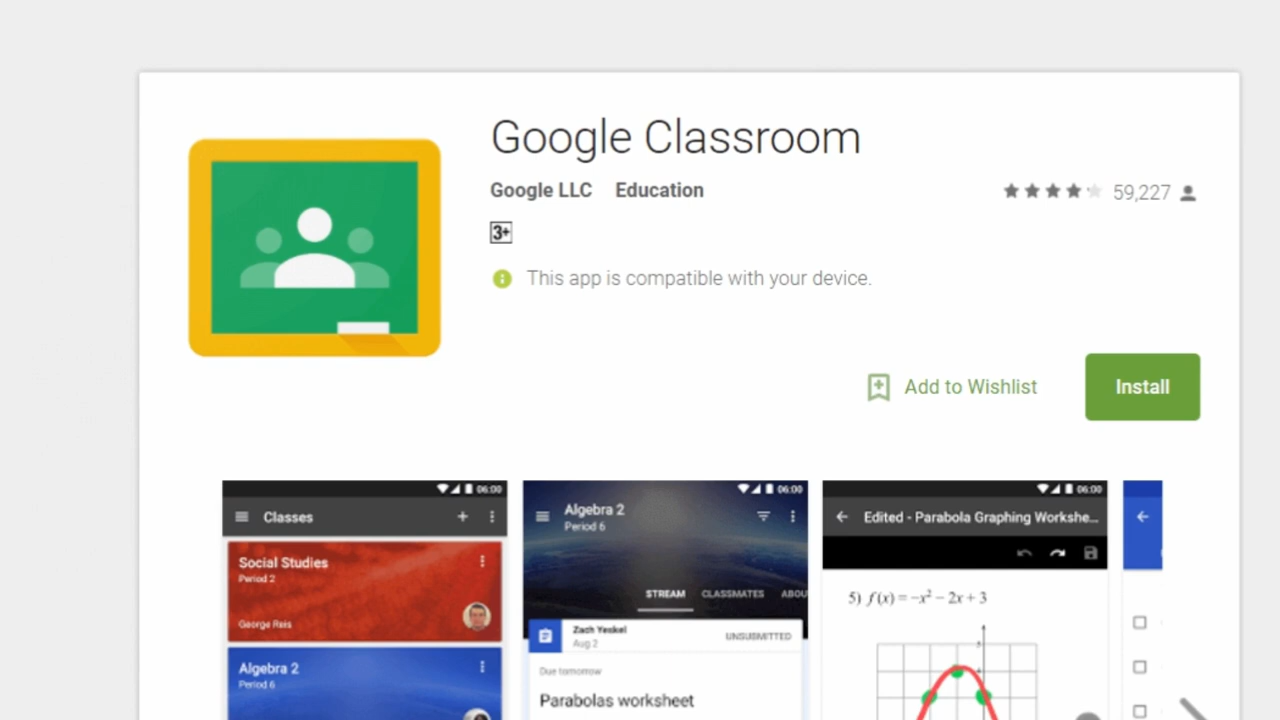 Google Classroom
Google LLC Education
59,227
3+
This app is compatible with your device.
Add to Wishlist
Install
06:00
Classes
Social Studies
Period 2
George Reis
Algebra 2
Period 6
06:00
Algebra 2
Period 6
STREAM CLASSMATES ABOU
Zach Yeskel
Aug 2
UNSUBMITTED
Due tomorrow
Parabolas worksheet
06:00
Edited - Parabola Graphing Workshe...
5) f(x) = -x² - 2x + 3